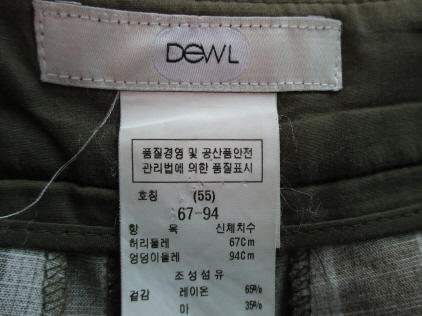 DEWL
품질경영 및 공산품안전
관리법에 의한 품질표시
호칭 (55)
67-94
항 목 신체치수
허리둘레 67Cm
엉덩이둘레 94Cm
조성섬유
겉감 레이온 65%
마 35%